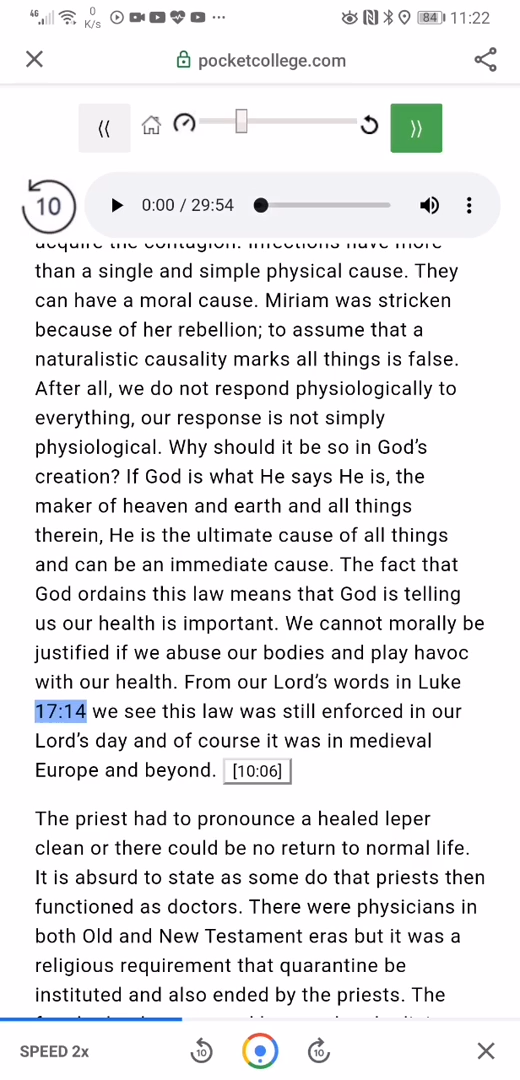 46
0
K/s
84
11:22
pocketcollege.com
⟨⟨
⟩⟩
10
0:00 / 29:54
acquire the contagion. Infections have more
than a single and simple physical cause. They
can have a moral cause. Miriam was stricken
because of her rebellion; to assume that a
naturalistic causality marks all things is false.
After all, we do not respond physiologically to
everything, our response is not simply
physiological. Why should it be so in God’s
creation? If God is what He says He is, the
maker of heaven and earth and all things
therein, He is the ultimate cause of all things
and can be an immediate cause. The fact that
God ordains this law means that God is telling
us our health is important. We cannot morally be
justified if we abuse our bodies and play havoc
with our health. From our Lord’s words in Luke
17:14 we see this law was still enforced in our
Lord’s day and of course it was in medieval
Europe and beyond. [10:06]
The priest had to pronounce a healed leper
clean or there could be no return to normal life.
It is absurd to state as some do that priests then
functioned as doctors. There were physicians in
both Old and New Testament eras but it was a
religious requirement that quarantine be
instituted and also ended by the priests. The
SPEED 2x
10
10